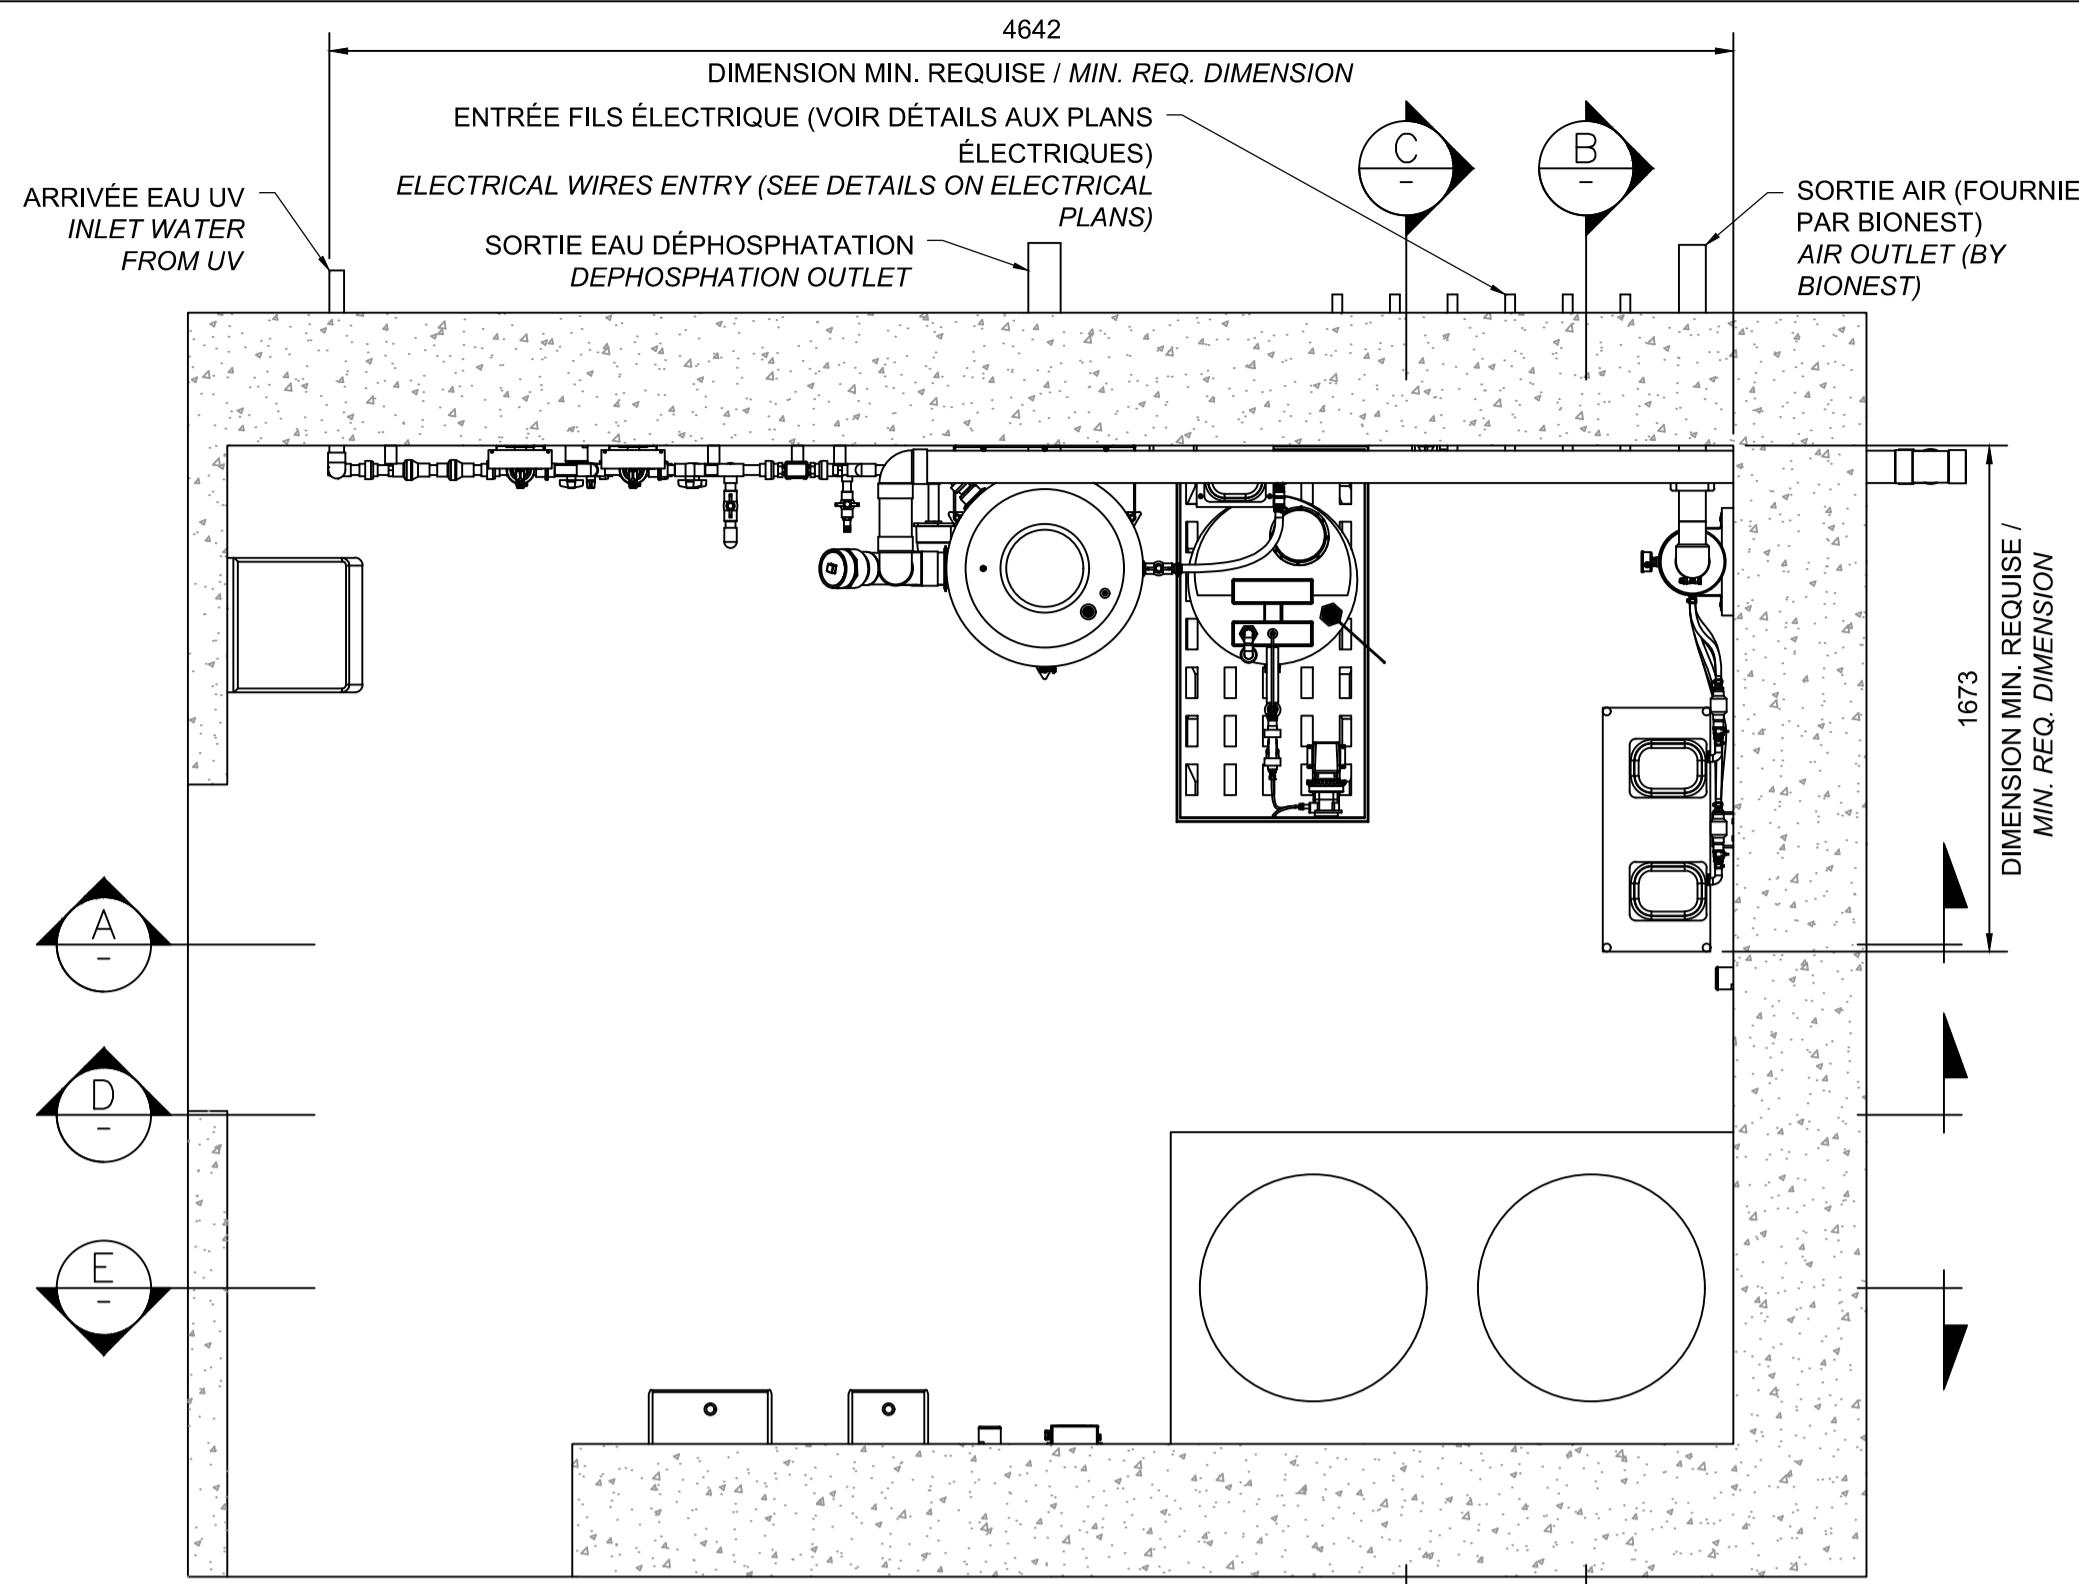 4642
DIMENSION MIN. REQUISE / MIN. REQ. DIMENSION
ENTRÉE FILS ÉLECTRIQUE (VOIR DÉTAILS AUX PLANS
ÉLECTRIQUES)
ELECTRICAL WIRES ENTRY (SEE DETAILS ON ELECTRICAL
PLANS)
ARRIVÉE EAU UV
INLET WATER
FROM UV
SORTIE EAU DÉPHOSPHATATION
DEPHOSPHATION OUTLET
C
-
B
-
SORTIE AIR (FOURNIE
PAR BIONEST)
AIR OUTLET (BY
BIONEST)
1673
DIMENSION MIN. REQUISE /
MIN. REQ. DIMENSION
A
-
D
-
E
-